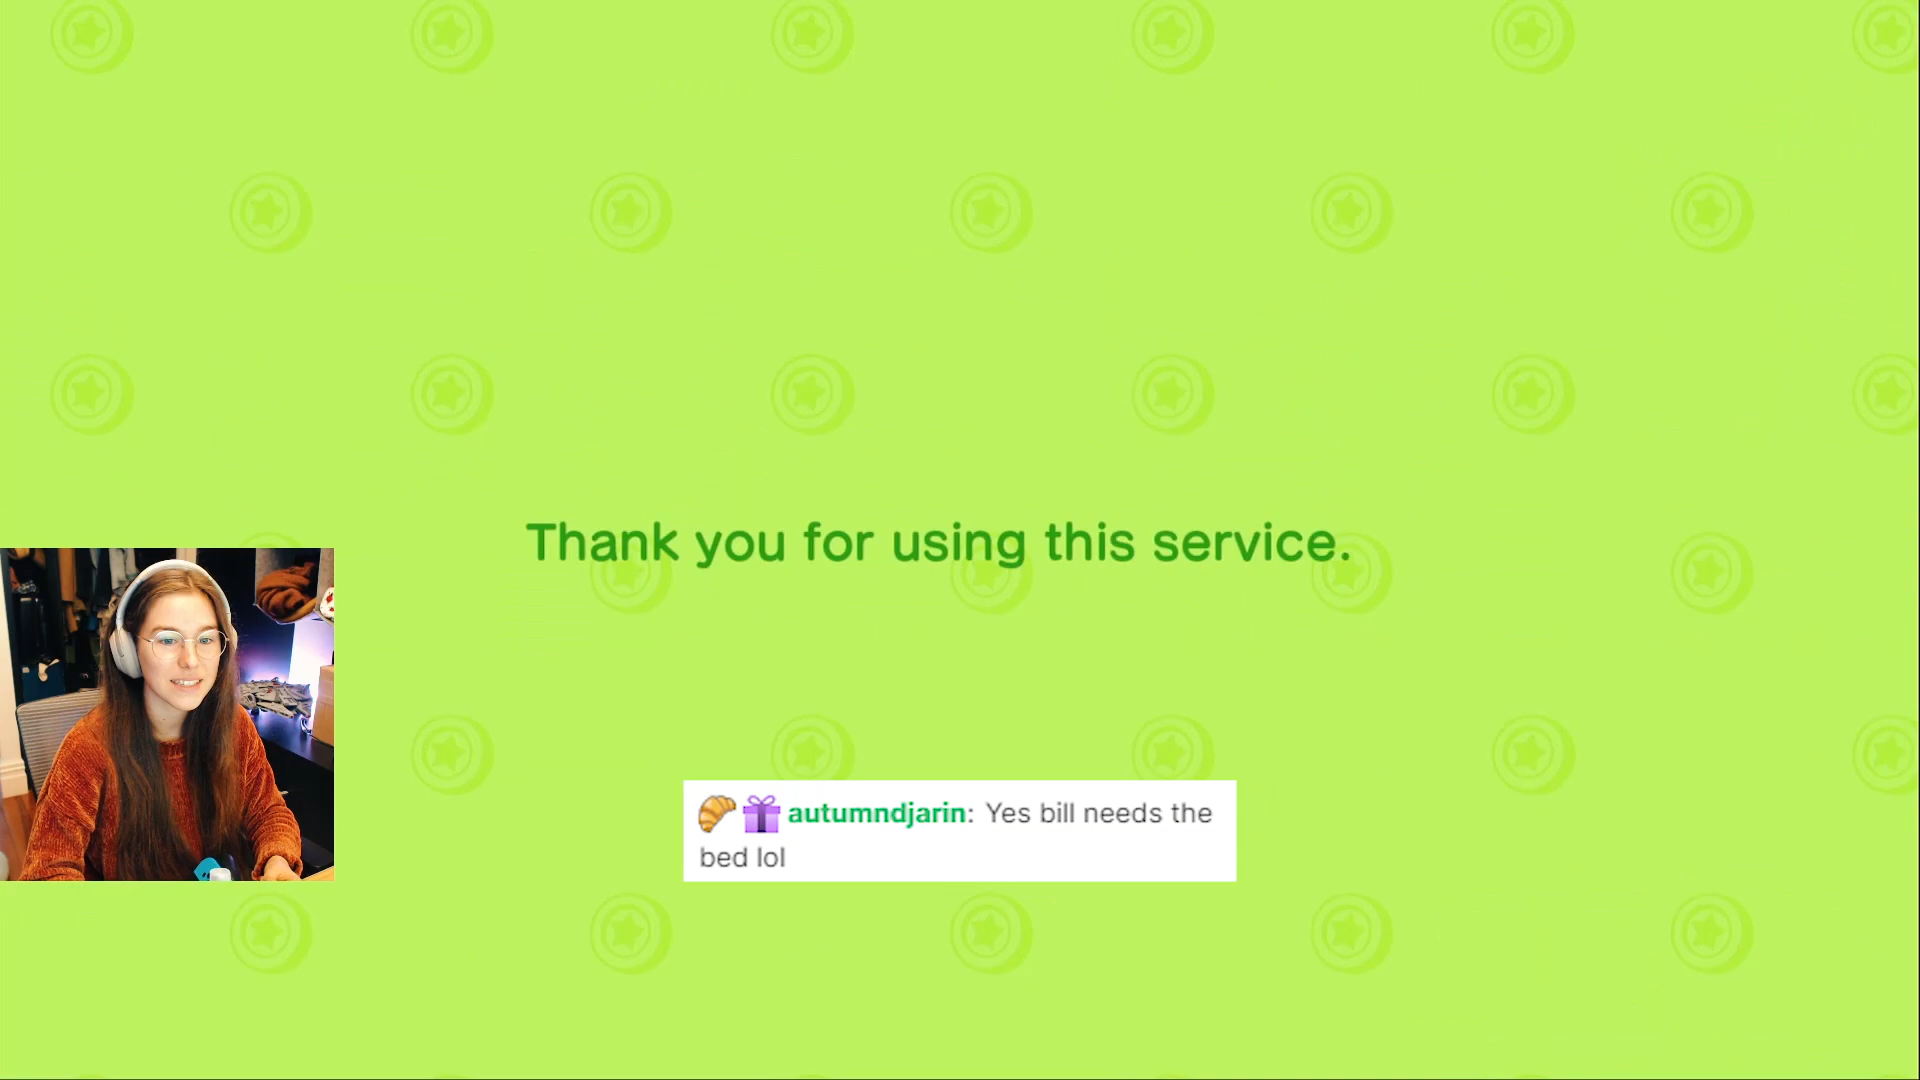 Thank you for using this service.
autumndjarin: Yes bill needs the
bed lol